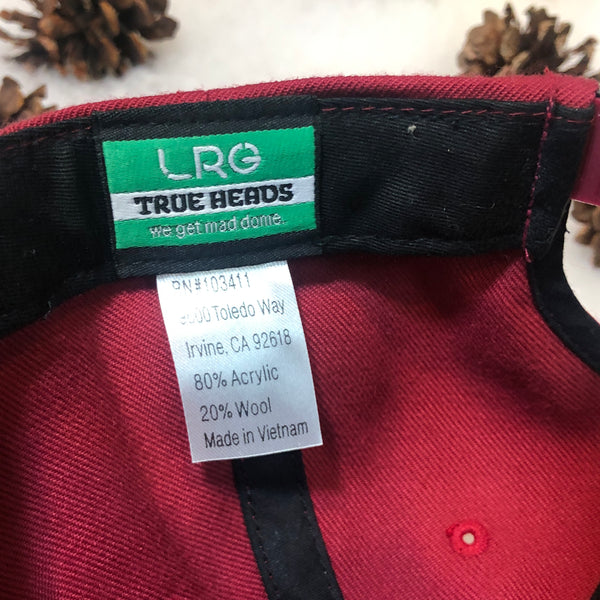 LRG
TRUE HEADS
we get mad dome.
RN#103411
Toledo Way
Irvine, CA 92618
80% Acrylic
20% Wool
Made in Vietnam